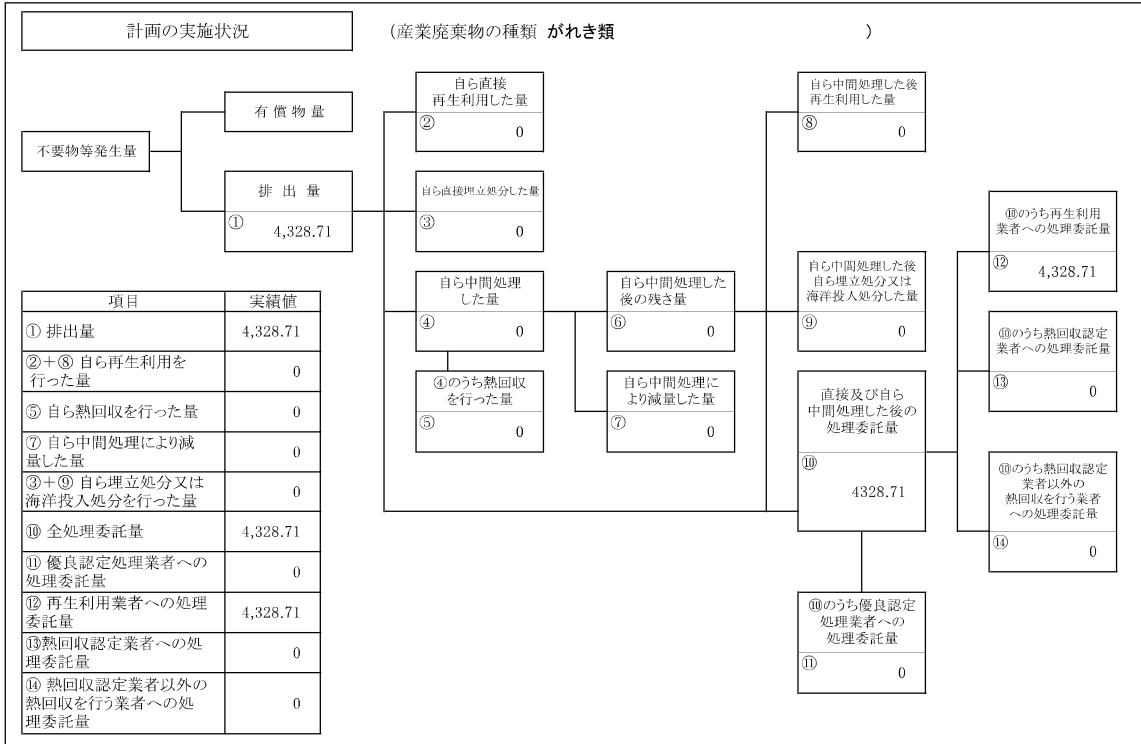 計画の実施状況
(産業廃棄物の種類 がれき類 )
不要物等発生量
有 償 物 量
排 出 量
①
4,328.71
自ら直接
再生利用した量
②
0
自ら直接埋立処分した量
③
0
自ら中間処理
した量
④
0
④のうち熱回収
を行った量
⑤
0
自ら中間処理した
後の残さ量
⑥
0
自ら中間処理に
より減量した量
⑦
0
自ら中間処理した後
再生利用した量
⑧
0
自ら中間処理した後
自ら埋立処分又は
海洋投入処分した量
⑨
0
直接及び自ら
中間処理した後の
処理委託量
⑩
4328.71
⑩のうち優良認定
処理業者への
処理委託量
⑪
0
⑩のうち再生利用
業者への処理委託量
⑫
4,328.71
⑩のうち熱回収認定
業者への処理委託量
⑬
0
⑩のうち熱回収認定
業者以外の
熱回収を行う業者
への処理委託量
⑭
0
項目 実績値
① 排出量 4,328.71
②+⑧ 自ら再生利用を
行った量 0
⑤ 自ら熱回収を行った量 0
⑦ 自ら中間処理により減
量した量 0
③+⑨ 自ら埋立処分又は
海洋投入処分を行った量 0
⑩ 全処理委託量 4,328.71
⑪ 優良認定処理業者への
処理委託量 0
⑫ 再生利用業者への処理
委託量 4,328.71
⑬熱回収認定業者への処
理委託量 0
⑭ 熱回収認定業者以外の
熱回収を行う業者への処
理委託量 0